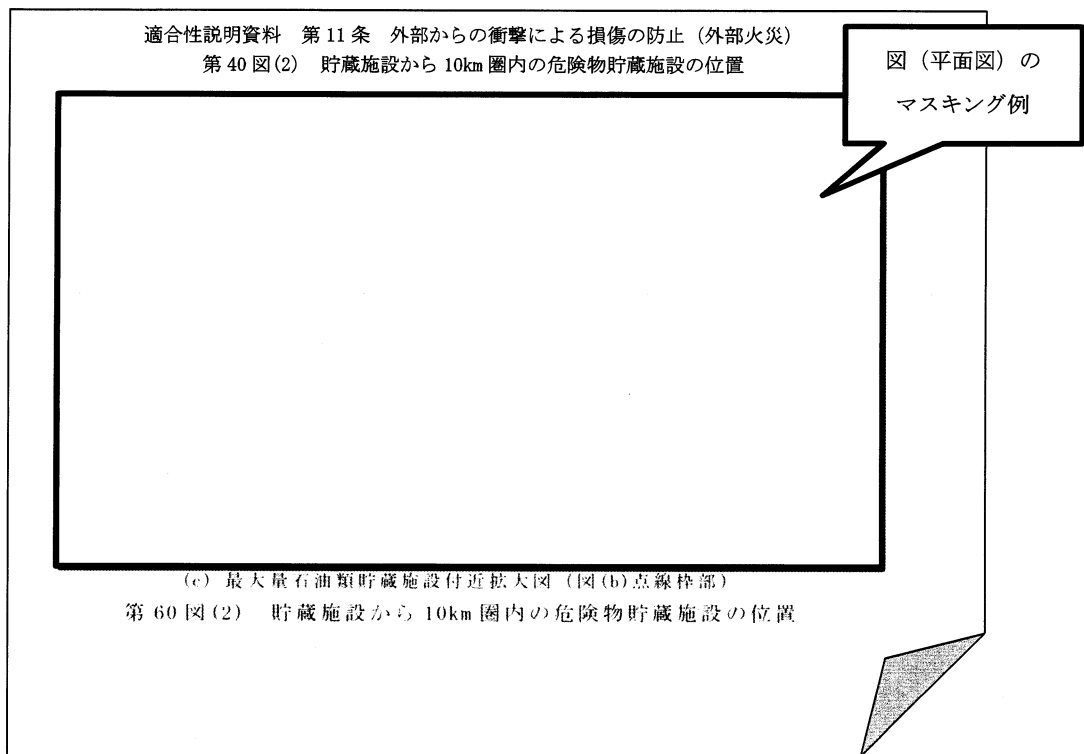 適合性説明資料 第11条 外部からの衝撃による損傷の防止（外部火災）
第40図(2) 貯蔵施設から10km圏内の危険物貯蔵施設の位置
図（平面図）の
マスキング例
(c) 最大量石油類貯蔵施設付近拡大図（図(b)点線枠部）
第60図(2) 貯蔵施設から10km圏内の危険物貯蔵施設の位置